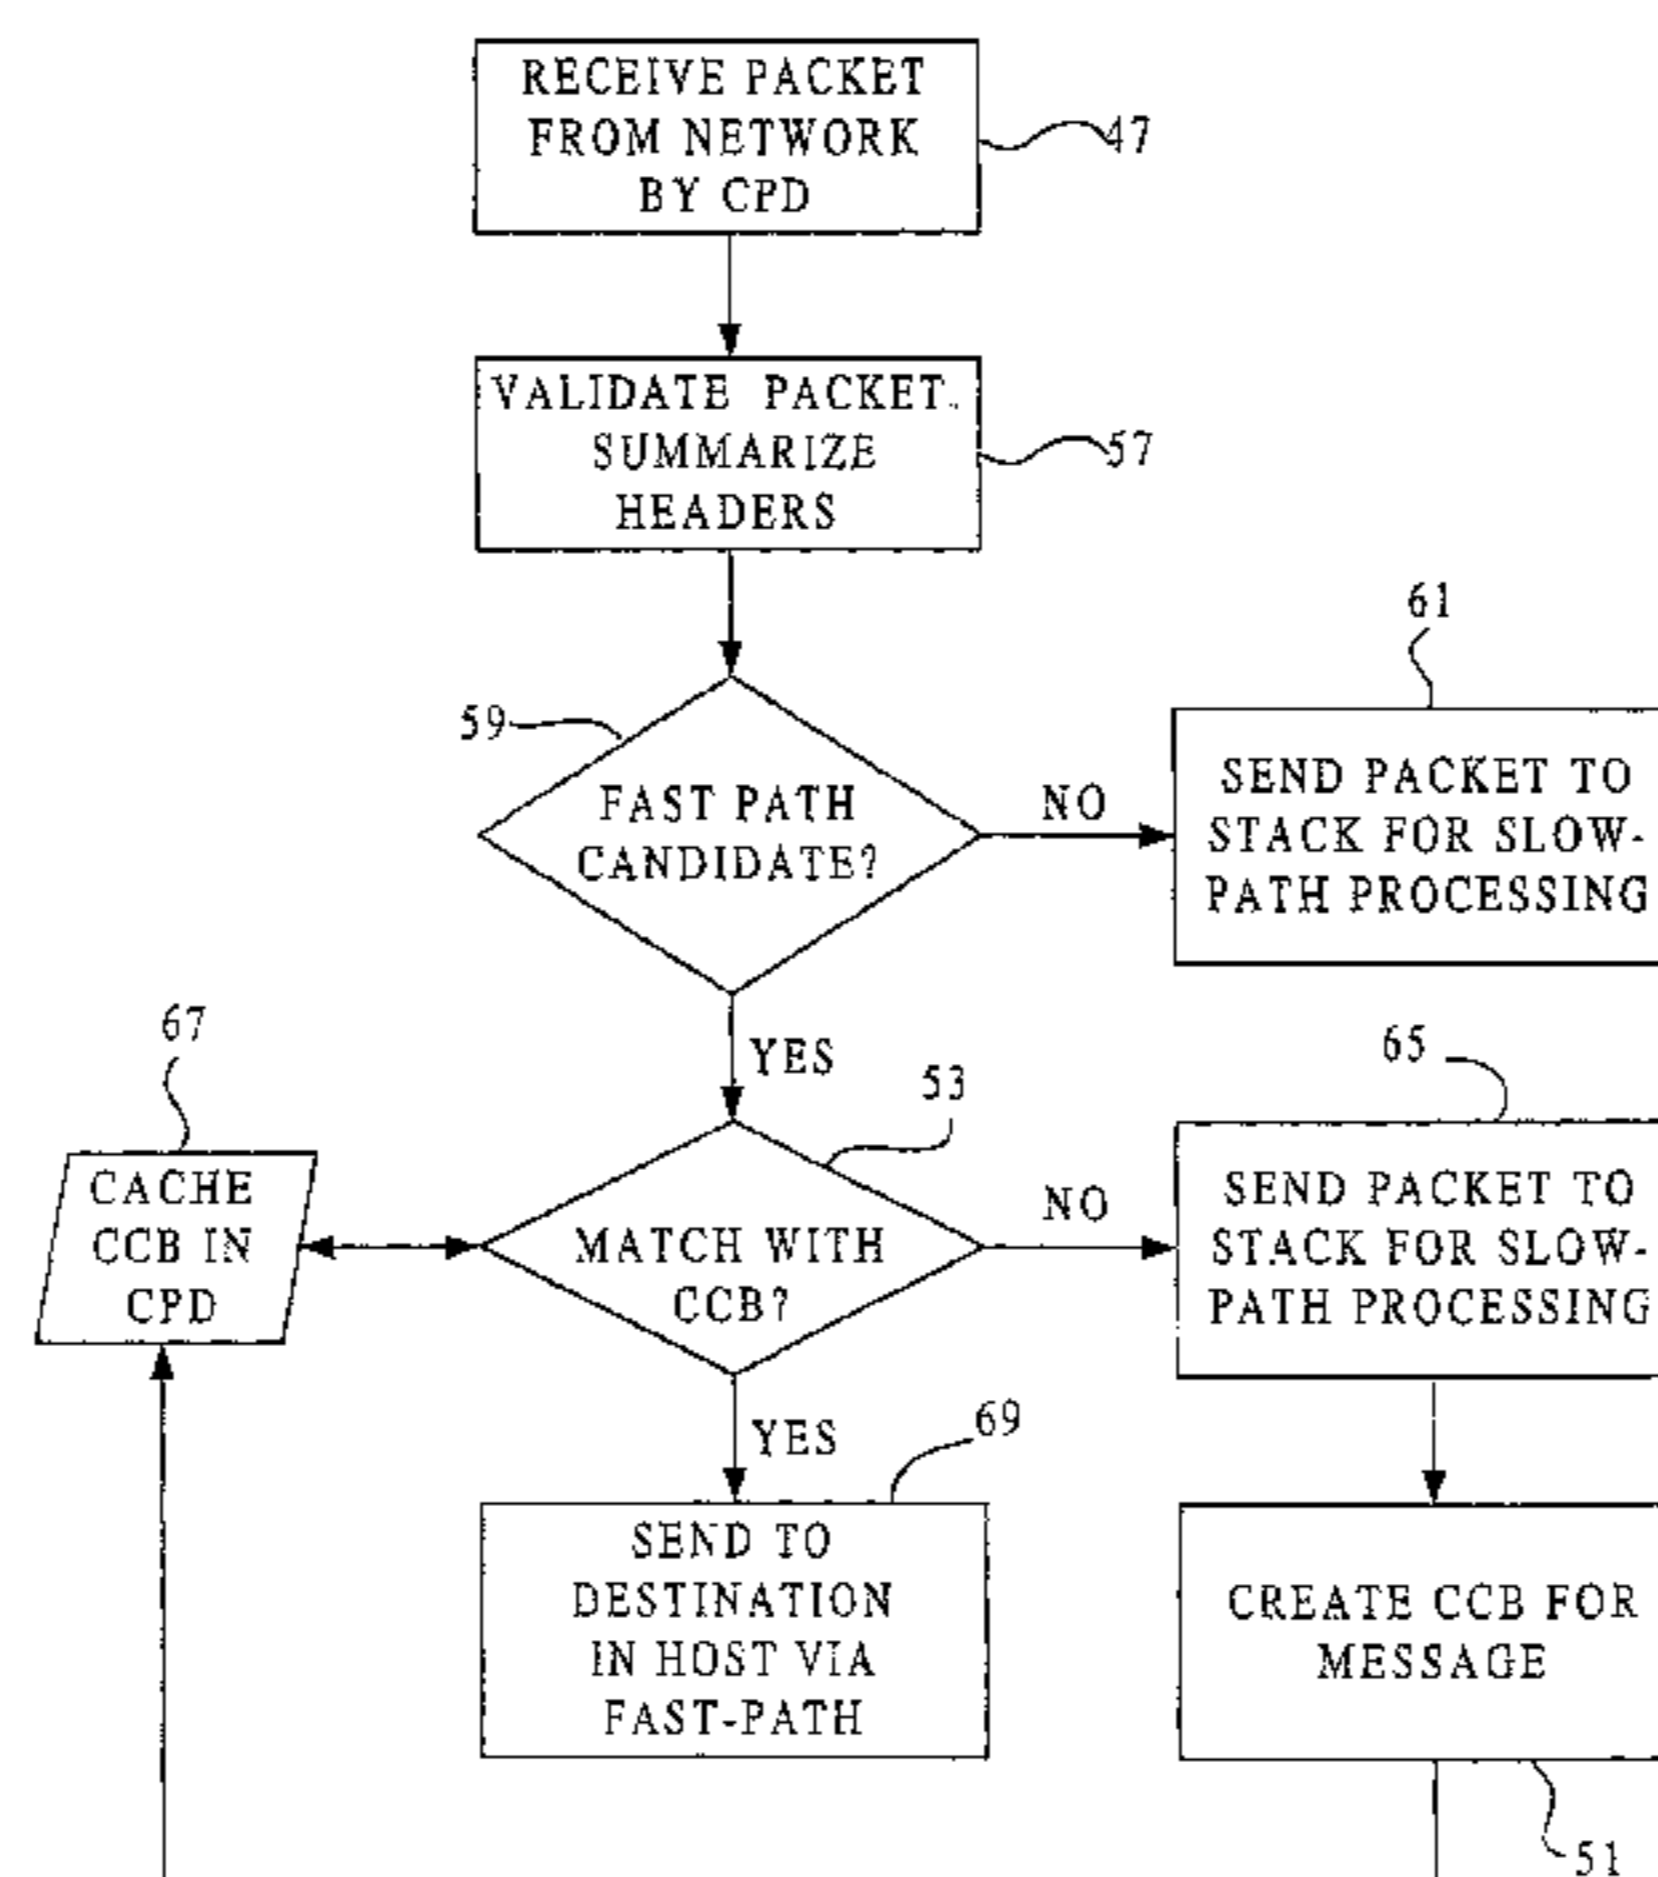 RECEIVE PACKET
FROM NETWORK
BY CPD
47
VALIDATE PACKET.
SUMMARIZE
HEADERS
57
61
59
FAST PATH
CANDIDATE?
NO
SEND PACKET TO
STACK FOR SLOW-
PATH PROCESSING
67
YES
53
65
CACHE
CCB IN
CPD
MATCH WITH
CCB?
NO
SEND PACKET TO
STACK FOR SLOW-
PATH PROCESSING
YES
69
SEND TO
DESTINATION
IN HOST VIA
FAST-PATH
CREATE CCB FOR
MESSAGE
51